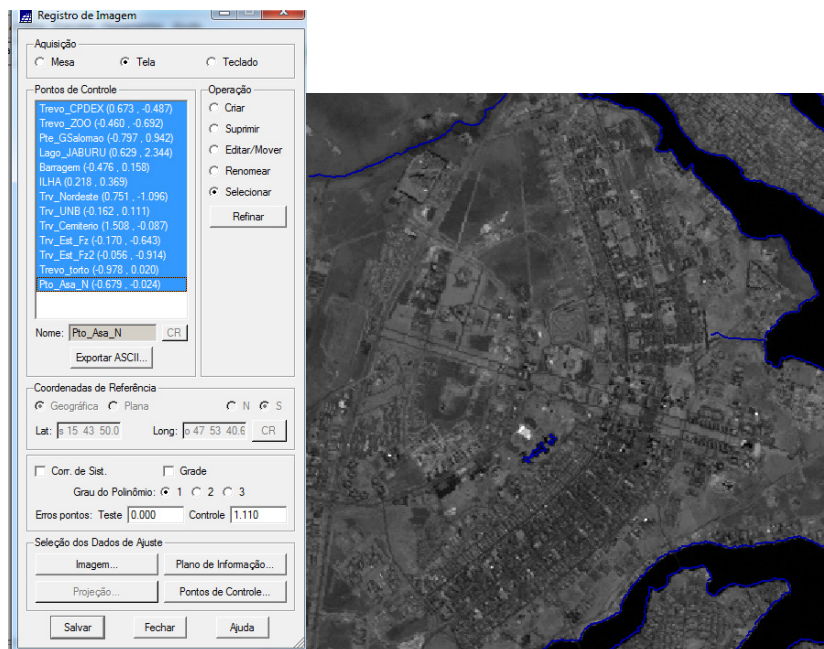 Registro de Imagem
Aquisição
Mesa Tela Teclado
Pontos de Controle
Trevo_CPDEX (0.673 , -0.487)
Trevo_ZOO (-0.460 , -0.692)
Pte_GSalomao (-0.797 , 0.942)
Lago_JABURU (0.629 , 2.344)
Barragem (-0.476 , 0.158)
ILHA (0.218 , 0.369)
Trv_Nordeste (0.751 , -1.096)
Trv_UNB (-0.162 , 0.111)
Trv_Cemiterio (1.508 , -0.087)
Trv_Est_Fz (-0.170 , -0.643)
Trv_Est_Fz2 (-0.056 , -0.914)
Trevo_torto (-0.978 , 0.020)
Pto_Asa_N (-0.679 , -0.024)
Nome: Pto_Asa_N CR
Exportar ASCII...
Operação
Criar
Suprimir
Editar/Mover
Renomear
Selecionar
Refinar
Coordenadas de Referência
Geográfica Plana N S
Lat: s 15 43 50.0 Long: o 47 53 40.6 CR
Corr. de Sist. Grade
Grau do Polinômio: 1 2 3
Erros pontos: Teste 0.000 Controle 1.110
Seleção dos Dados de Ajuste
Imagem... Plano de Informação...
Projeção... Pontos de Controle...
Salvar Fechar Ajuda